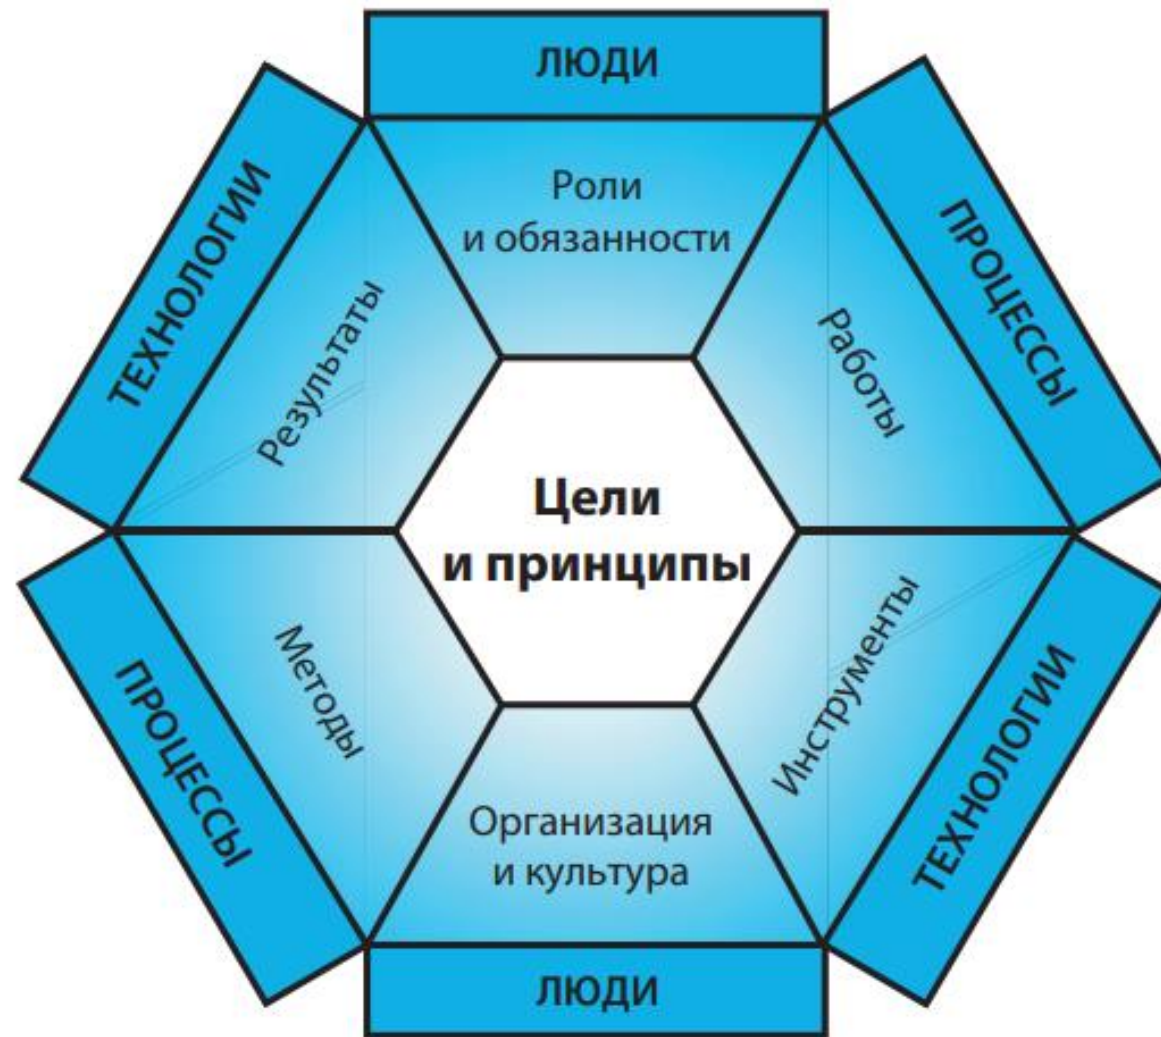 ЛЮДИ
Роли
и обязанности
ТЕХНОЛОГИИ
ПРОЦЕССЫ
Результаты
Работы
Цели
и принципы
Методы
Инструменты
ПРОЦЕССЫ
ТЕХНОЛОГИИ
Организация
и культура
ЛЮДИ